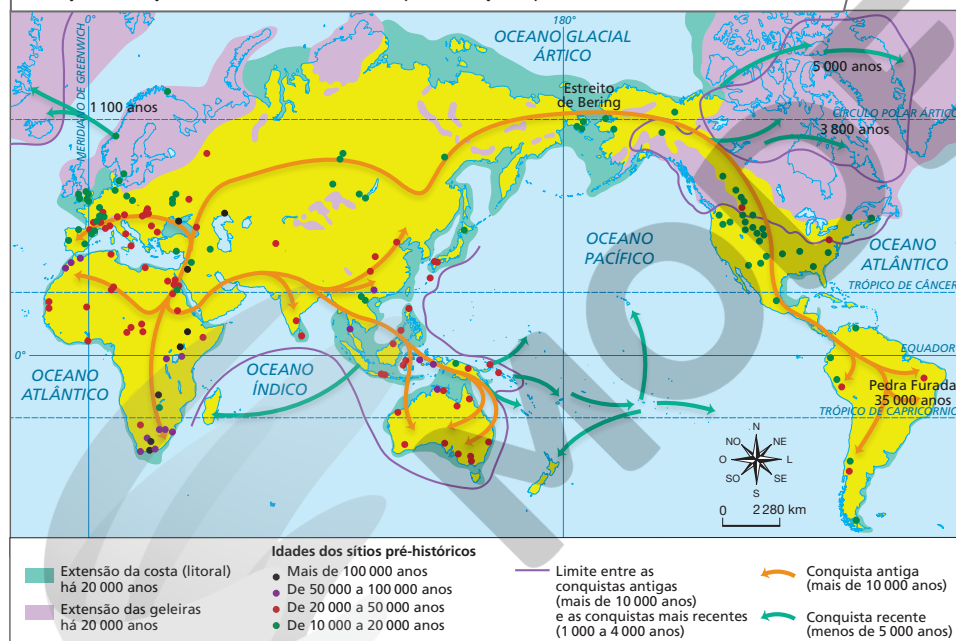 0°
180°
OCEANO GLACIAL
ÁRTICO
MERIDIANO DE GREENWICH
1 100 anos
Estreito
de Bering
5 000 anos
CÍRCULO POLAR ÁRTICO
3 800 anos
OCEANO
PACÍFICO
OCEANO
ATLÂNTICO
TRÓPICO DE CÂNCER
0°
EQUADOR
OCEANO
ATLÂNTICO
OCEANO
ÍNDICO
Pedra Furada
35 000 anos
TRÓPICO DE CAPRICÓRNIO
N
NO
NE
O
L
SO
SE
S
0 2 280 km
Extensão da costa (litoral)
há 20 000 anos
Extensão das geleiras
há 20 000 anos
Idades dos sítios pré-históricos
Mais de 100 000 anos
De 50 000 a 100 000 anos
De 20 000 a 50 000 anos
De 10 000 a 20 000 anos
Limite entre as
conquistas antigas
(mais de 10 000 anos)
e as conquistas mais recentes
(1 000 a 4 000 anos)
Conquista antiga
(mais de 10 000 anos)
Conquista recente
(menos de 5 000 anos)